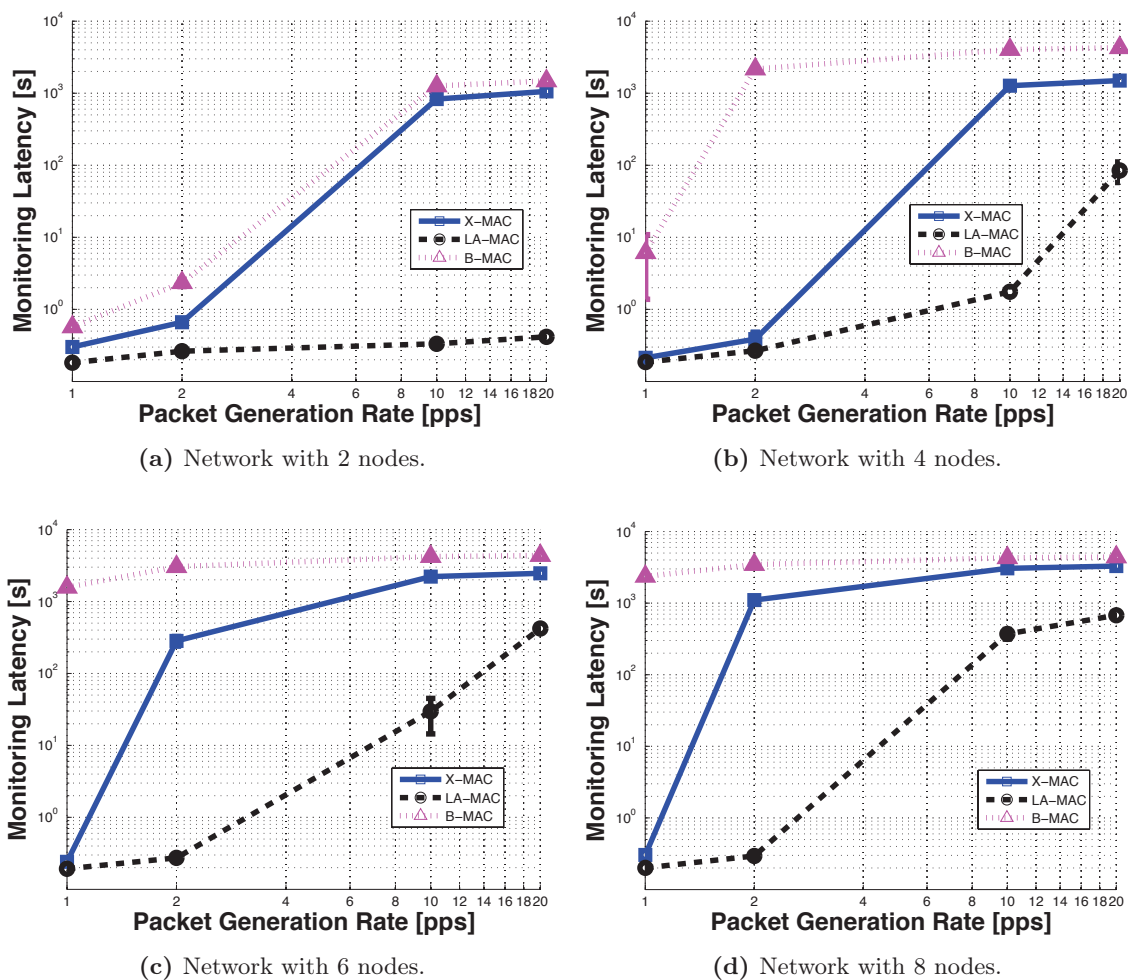 10^4
10^3
10^2
10^1
10^0
Monitoring Latency [s]
X-MAC
LA-MAC
B-MAC
1 2 4 6 8 10 12 14 16 18 20
Packet Generation Rate [pps]
(a) Network with 2 nodes.
10^4
10^3
10^2
10^1
10^0
Monitoring Latency [s]
X-MAC
LA-MAC
B-MAC
1 2 4 6 8 10 12 14 16 18 20
Packet Generation Rate [pps]
(b) Network with 4 nodes.
10^4
10^3
10^2
10^1
10^0
Monitoring Latency [s]
X-MAC
LA-MAC
B-MAC
1 2 4 6 8 10 12 14 16 18 20
Packet Generation Rate [pps]
(c) Network with 6 nodes.
10^4
10^3
10^2
10^1
10^0
Monitoring Latency [s]
X-MAC
LA-MAC
B-MAC
1 2 4 6 8 10 12 14 16 18 20
Packet Generation Rate [pps]
(d) Network with 8 nodes.